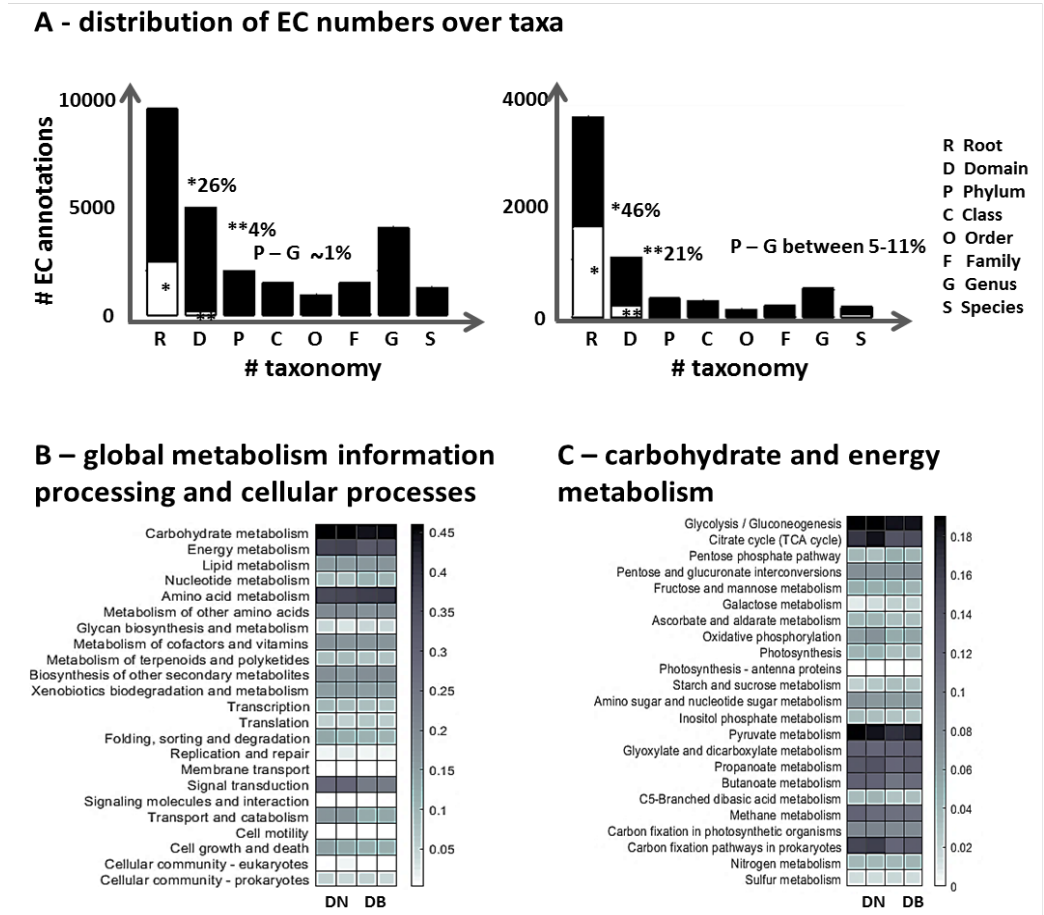 A - distribution of EC numbers over taxa
# EC annotations
10000
5000
0
*26%
**4%
P – G ~1%
*
**
R D P C O F G S
# taxonomy
4000
2000
0
*46%
**21%
P – G between 5-11%
*
**
R D P C O F G S
# taxonomy
R Root
D Domain
P Phylum
C Class
O Order
F Family
G Genus
S Species
B – global metabolism information
processing and cellular processes
Carbohydrate metabolism
Energy metabolism
Lipid metabolism
Nucleotide metabolism
Amino acid metabolism
Metabolism of other amino acids
Glycan biosynthesis and metabolism
Metabolism of cofactors and vitamins
Metabolism of terpenoids and polyketides
Biosynthesis of other secondary metabolites
Xenobiotics biodegradation and metabolism
Transcription
Translation
Folding, sorting and degradation
Replication and repair
Membrane transport
Signal transduction
Signaling molecules and interaction
Transport and catabolism
Cell motility
Cell growth and death
Cellular community - eukaryotes
Cellular community - prokaryotes
DN DB
0.45
0.4
0.35
0.3
0.25
0.2
0.15
0.1
0.05
C – carbohydrate and energy
metabolism
Glycolysis / Gluconeogenesis
Citrate cycle (TCA cycle)
Pentose phosphate pathway
Pentose and glucuronate interconversions
Fructose and mannose metabolism
Galactose metabolism
Ascorbate and aldarate metabolism
Oxidative phosphorylation
Photosynthesis
Photosynthesis - antenna proteins
Starch and sucrose metabolism
Amino sugar and nucleotide sugar metabolism
Inositol phosphate metabolism
Pyruvate metabolism
Glyoxylate and dicarboxylate metabolism
Propanoate metabolism
Butanoate metabolism
C5-Branched dibasic acid metabolism
Methane metabolism
Carbon fixation in photosynthetic organisms
Carbon fixation pathways in prokaryotes
Nitrogen metabolism
Sulfur metabolism
DN DB
0.18
0.16
0.14
0.12
0.1
0.08
0.06
0.04
0.02
0